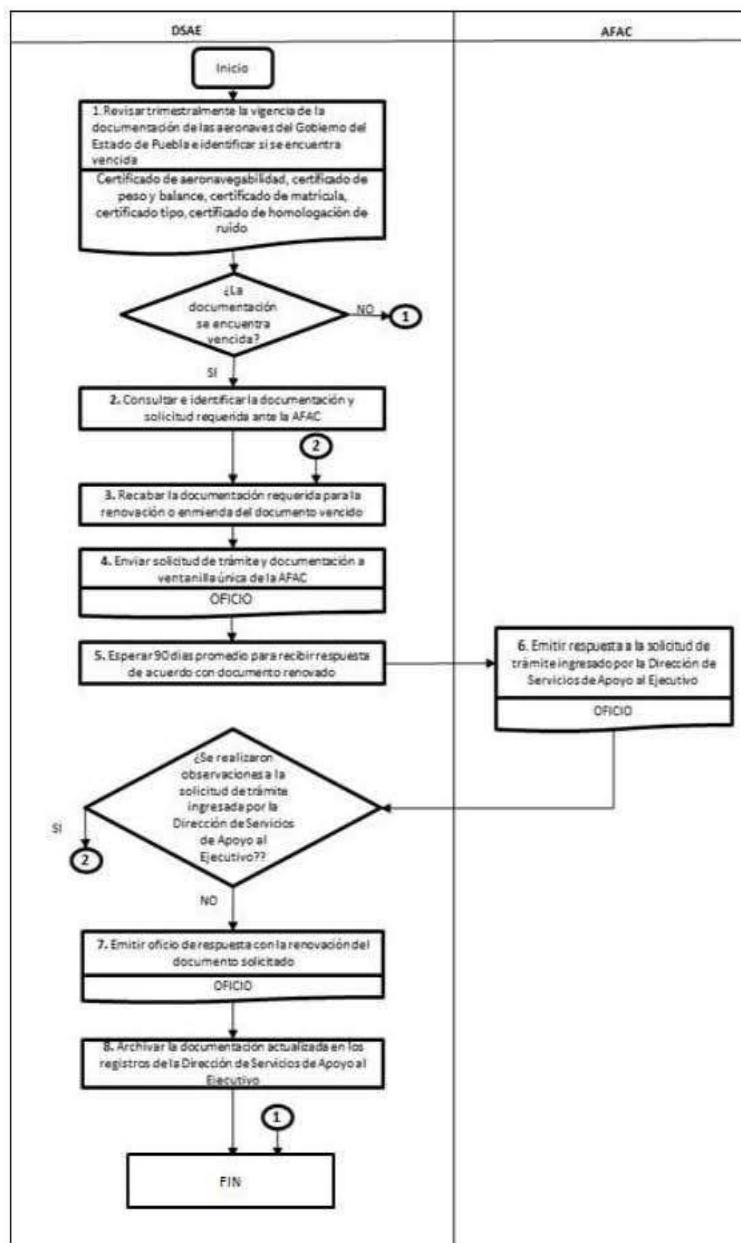 DSAE
AFAC
Inicio
1. Revisar trimestralmente la vigencia de la
documentación de las aeronaves del Gobierno del
Estado de Puebla e identificar si se encuentra
vencida
Certificado de aeronavegabilidad, certificado de
peso y balance, certificado de matricula,
certificado tipo, certificado de homologación de
ruido
¿La
documentación
se encuentra
vencida?
NO
1
SI
2. Consultar e identificar la documentación y
solicitud requerida ante la AFAC
2
3. Recabar la documentación requerida para la
renovación o enmienda del documento vencido
4. Enviar solicitud de trámite y documentación a
ventanilla única de la AFAC
OFICIO
5. Esperar 90 días promedio para recibir respuesta
de acuerdo con documento renovado
6. Emitir respuesta a la solicitud de
trámite ingresado por la Dirección de
Servicios de Apoyo al Ejecutivo
OFICIO
¿Se realizaron
observaciones a la
solicitud de trámite
ingresada por la
Dirección de Servicios
de Apoyo al
Ejecutivo??
SI
2
NO
7. Emitir oficio de respuesta con la renovación del
documento solicitado
OFICIO
8. Archivar la documentación actualizada en los
registros de la Dirección de Servicios de Apoyo al
Ejecutivo
1
FIN